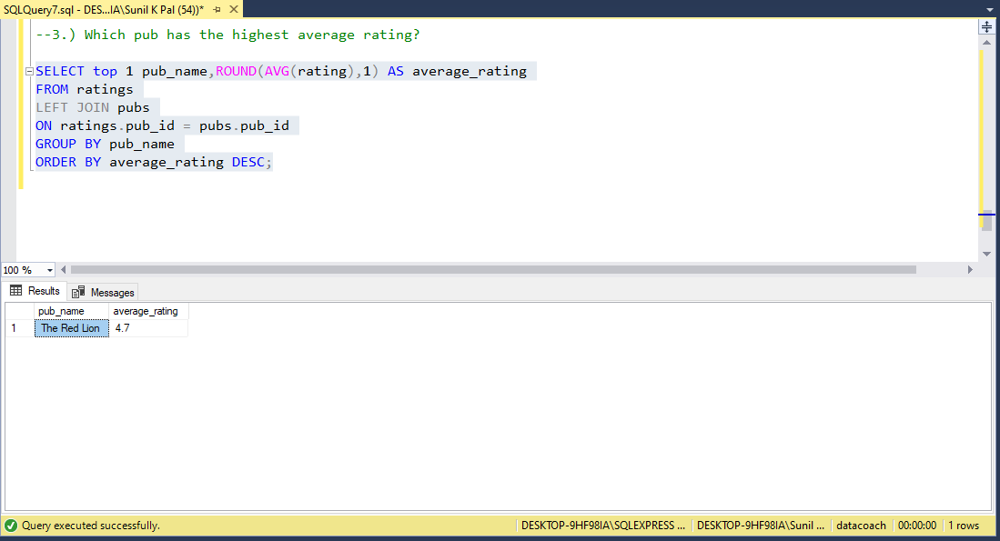 SQLQuery7.sql - DES...IA\Sunil K Pal (54))*
--3.) Which pub has the highest average rating?
SELECT top 1 pub_name,ROUND(AVG(rating),1) AS average_rating
FROM ratings
LEFT JOIN pubs
ON ratings.pub_id = pubs.pub_id
GROUP BY pub_name
ORDER BY average_rating DESC;
100 %
Results Messages
pub_name average_rating
1 The Red Lion 4.7
Query executed successfully. DESKTOP-9HF98IA\SQLEXPRESS ... DESKTOP-9HF98IA\Sunil ... datacoach 00:00:00 1 rows